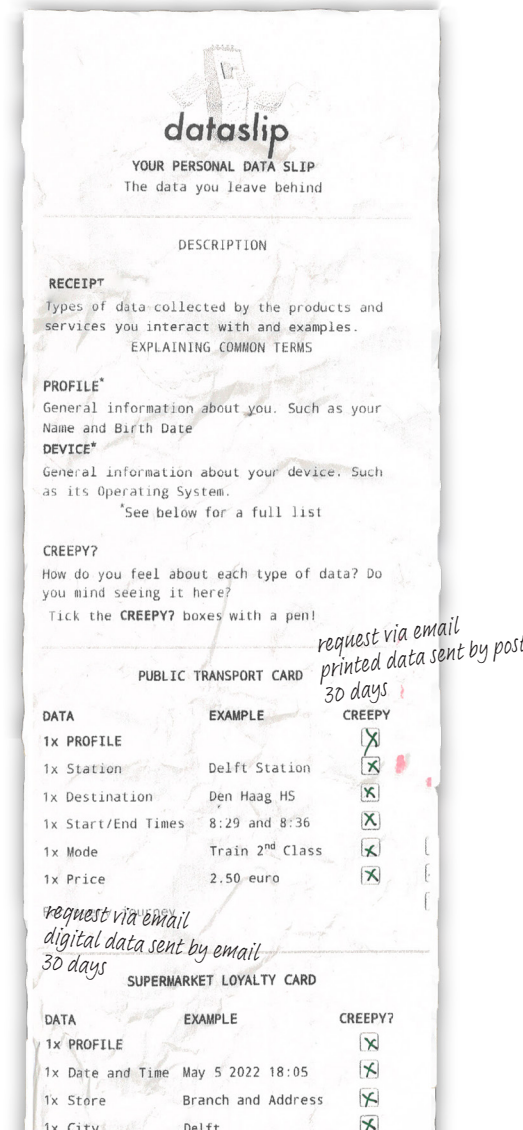 dataslip
YOUR PERSONAL DATA SLIP
The data you leave behind
DESCRIPTION
RECEIPT
Types of data collected by the products and
services you interact with and examples.
EXPLAINING COMMON TERMS
PROFILE*
General information about you. Such as your
Name and Birth Date
DEVICE*
General information about your device. Such
as its Operating System.
*See below for a full list
CREEPY?
How do you feel about each type of data? Do
you mind seeing it here?
Tick the CREEPY? boxes with a pen!
request via email
printed data sent by post
30 days
PUBLIC TRANSPORT CARD
DATA EXAMPLE CREEPY
1x PROFILE
1x Station Delft Station
1x Destination Den Haag HS
1x Start/End Times 8:29 and 8:36
1x Mode Train 2nd Class
1x Price 2.50 euro
journey
request via email
digital data sent by email
30 days
SUPERMARKET LOYALTY CARD
DATA EXAMPLE CREEPY?
1x PROFILE
1x Date and Time May 5 2022 18:05
1x Store Branch and Address
1x City Delft